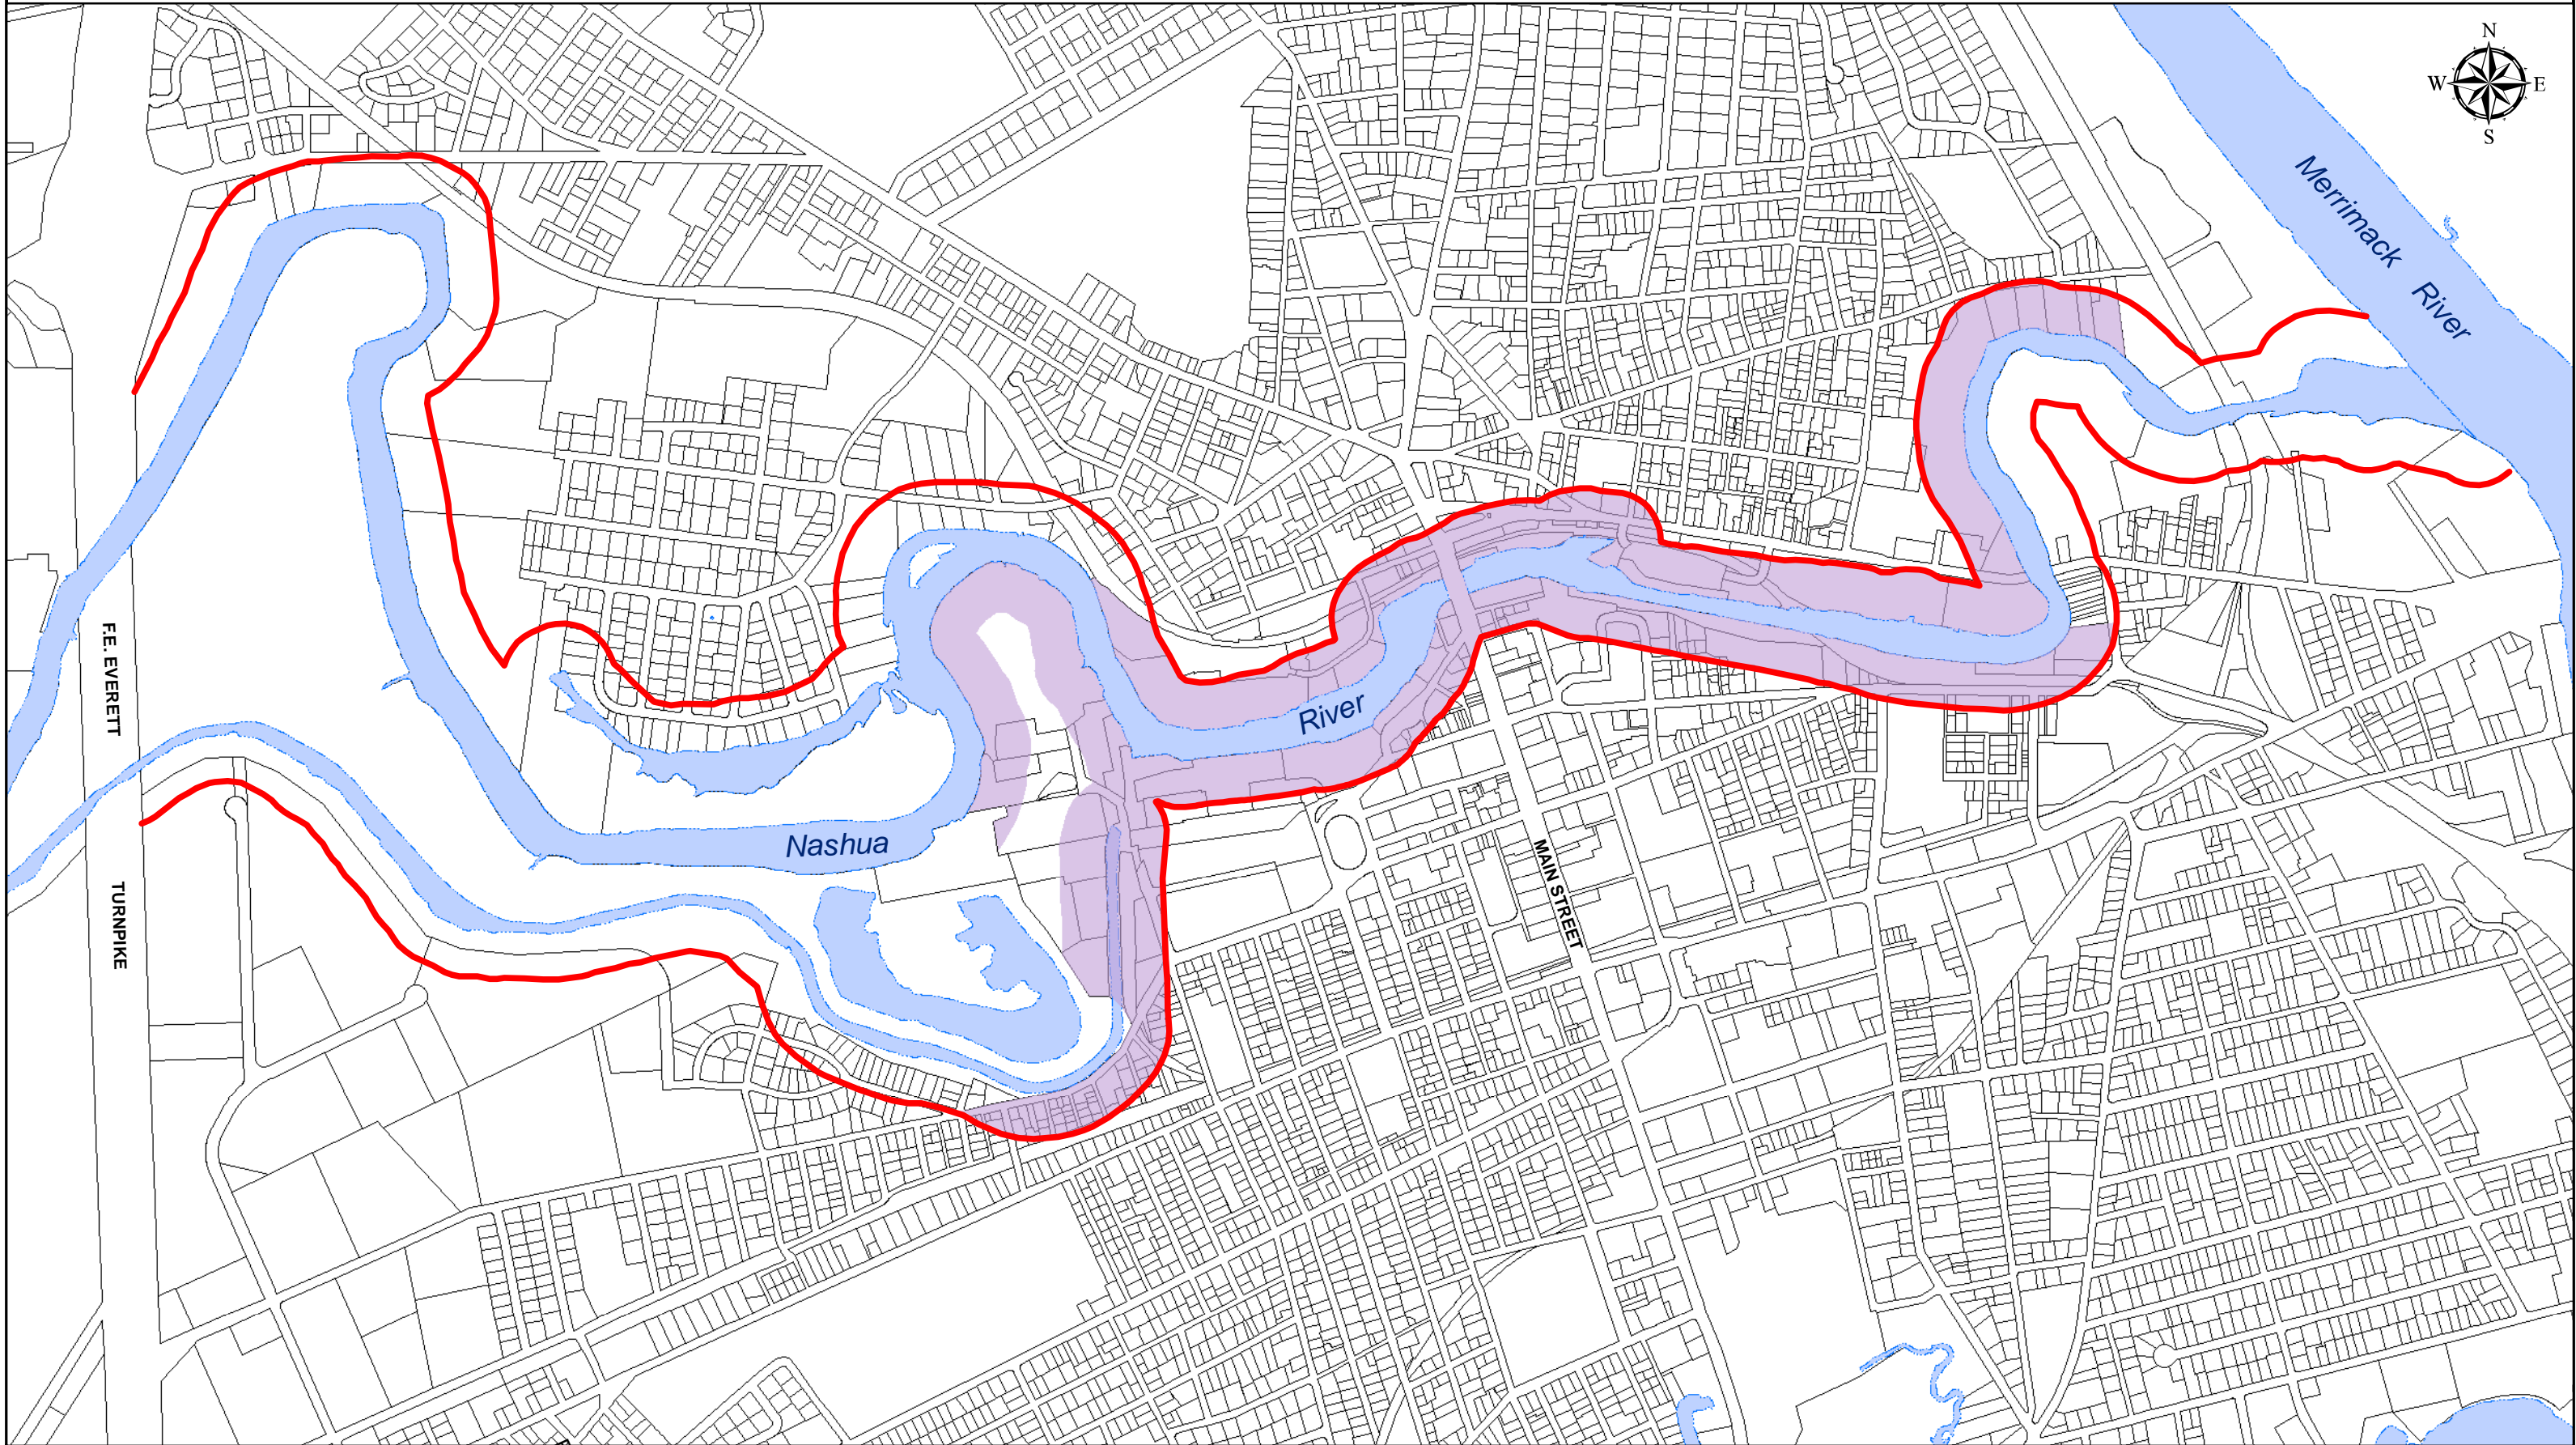 N
W E
S
Merrimack
River
F.E. EVERETT
TURNPIKE
River
Nashua
MAIN STREET